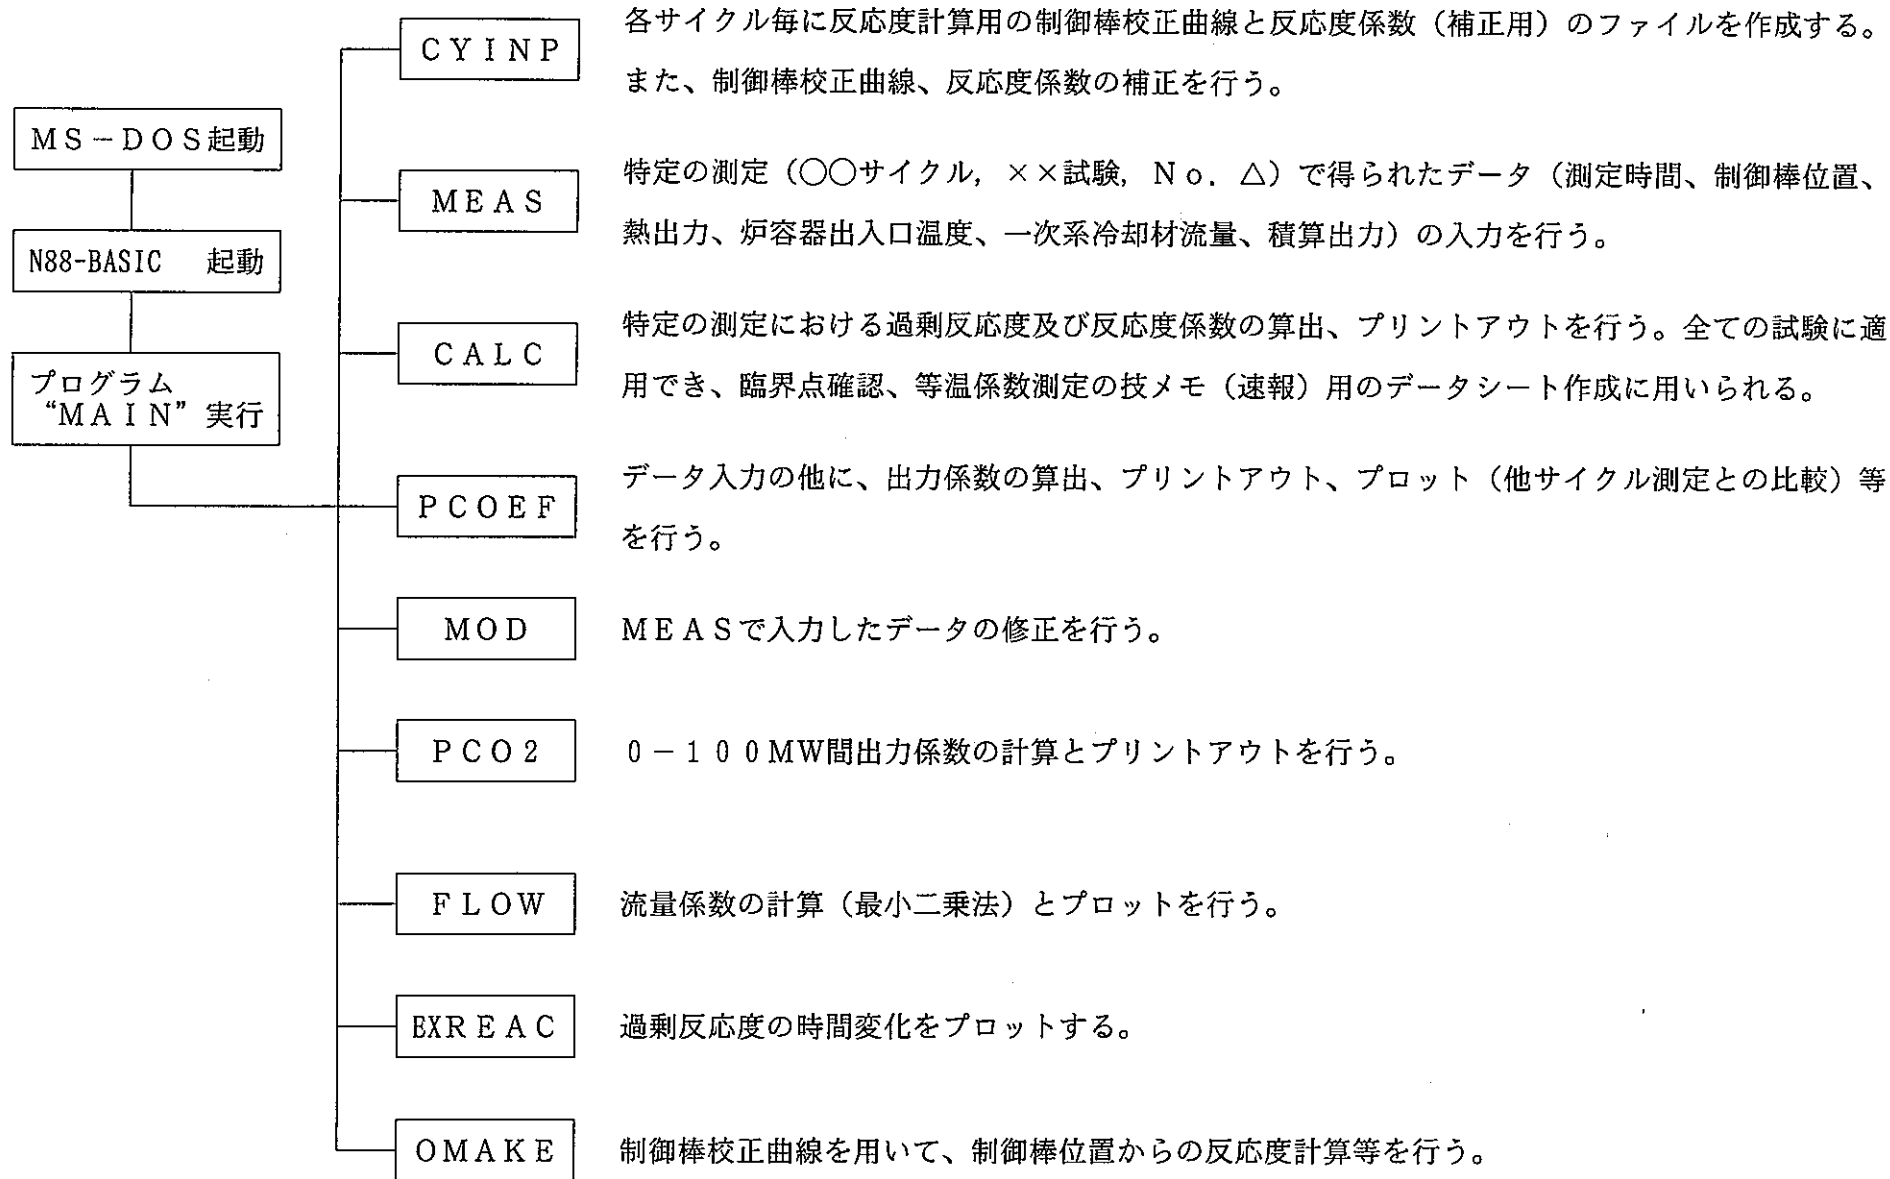 MS-DOS起動
N88-BASIC 起動
プログラム
“MAIN”実行
CYINP
各サイクル毎に反応度計算用の制御棒校正曲線と反応度係数（補正用）のファイルを作成する。
また、制御棒校正曲線、反応度係数の補正を行う。
MEAS
特定の測定（○○サイクル，××試験，No．△）で得られたデータ（測定時間、制御棒位置、
熱出力、炉容器出入口温度、一次系冷却材流量、積算出力）の入力を行う。
CALC
特定の測定における過剰反応度及び反応度係数の算出、プリントアウトを行う。全ての試験に適
用でき、臨界点確認、等温係数測定の技メモ（速報）用のデータシート作成に用いられる。
PCOEF
データ入力の他に、出力係数の算出、プリントアウト、プロット（他サイクル測定との比較）等
を行う。
MOD
MEASで入力したデータの修正を行う。
PCO2
0－100MW間出力係数の計算とプリントアウトを行う。
FLOW
流量係数の計算（最小二乗法）とプロットを行う。
EXREAC
過剰反応度の時間変化をプロットする。
OMAKE
制御棒校正曲線を用いて、制御棒位置からの反応度計算等を行う。